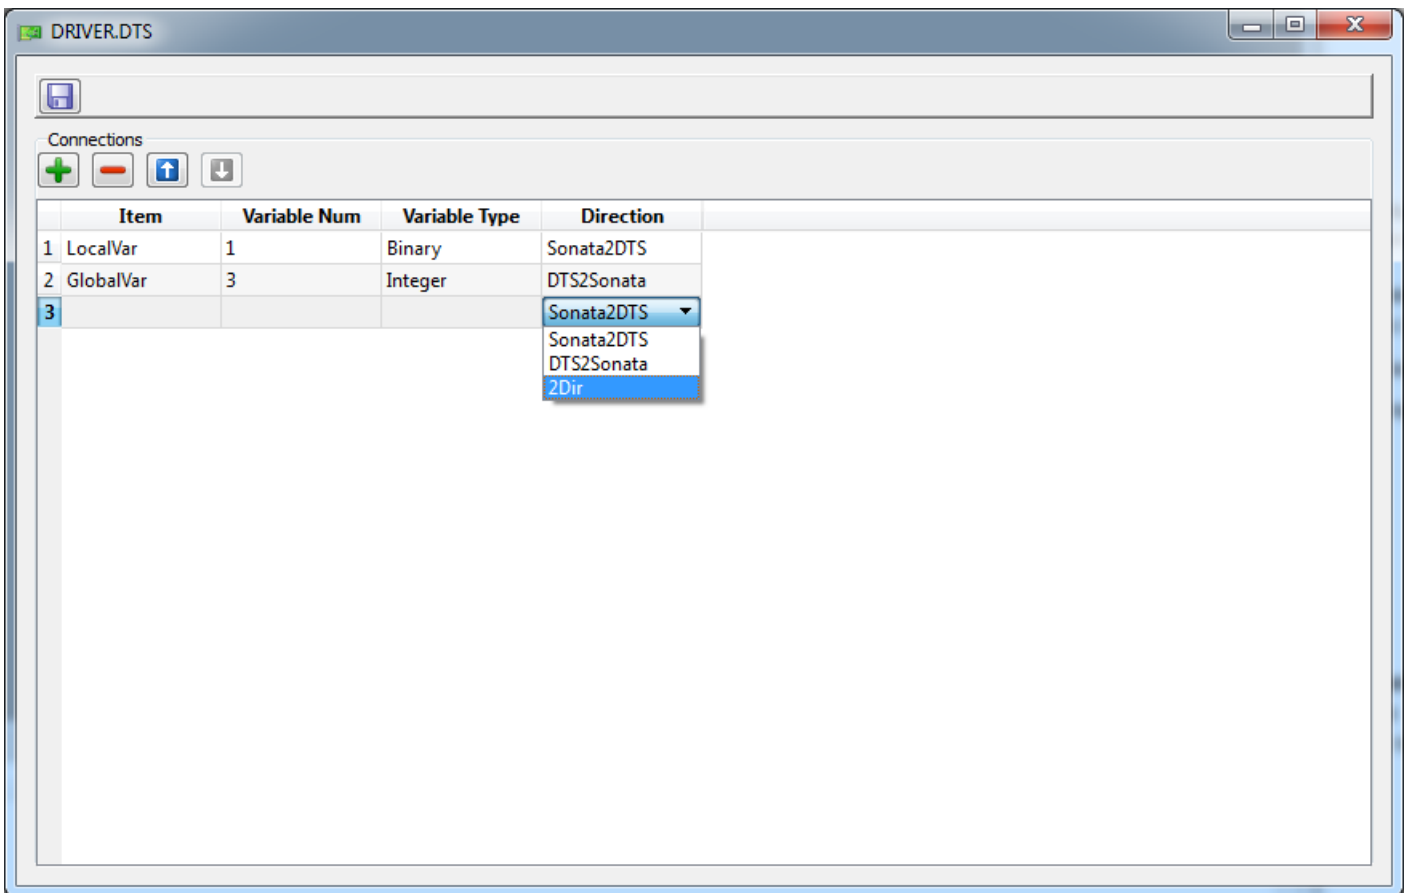 DRIVER.DTS
Connections
Item Variable Num Variable Type Direction
1 LocalVar 1 Binary Sonata2DTS
2 GlobalVar 3 Integer DTS2Sonata
3 Sonata2DTS
Sonata2DTS
DTS2Sonata
2Dir